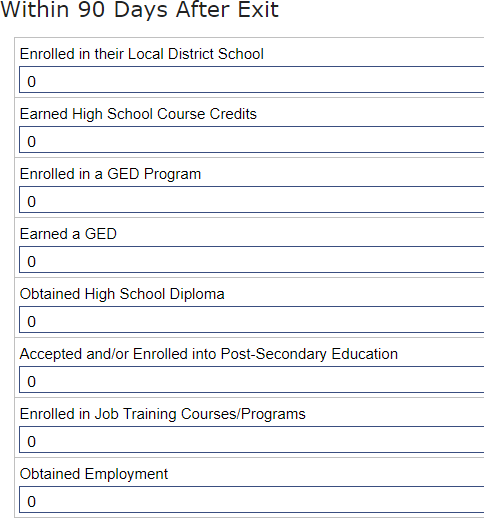 Within 90 Days After Exit
Enrolled in their Local District School
0
Earned High School Course Credits
0
Enrolled in a GED Program
0
Earned a GED
0
Obtained High School Diploma
0
Accepted and/or Enrolled into Post-Secondary Education
0
Enrolled in Job Training Courses/Programs
0
Obtained Employment
0